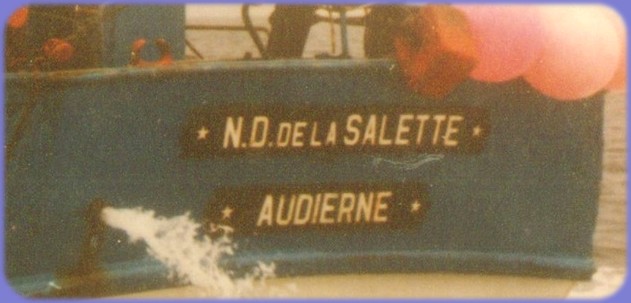 ★ N.D. DE LA SALETTE ★
★ AUDIERNE ★